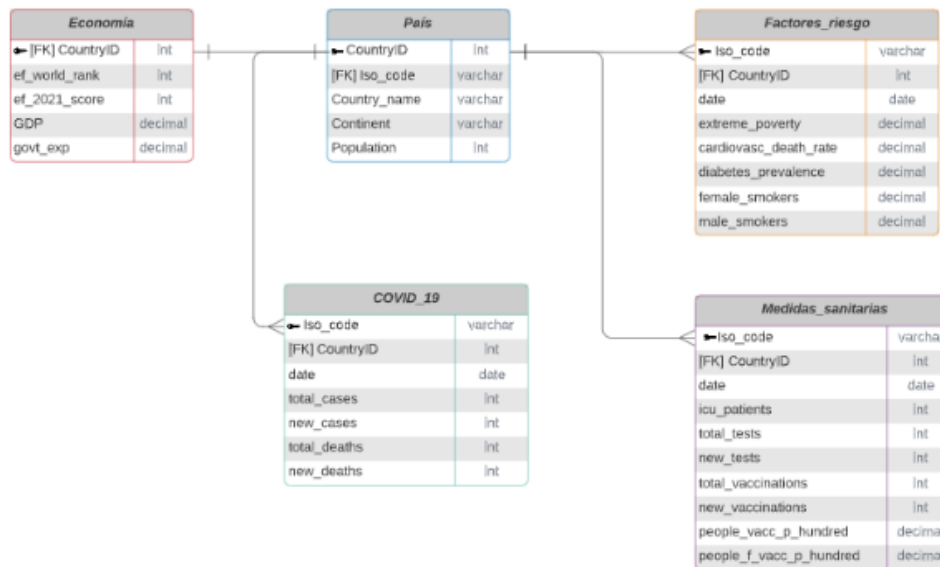 Economía
[FK] CountryID int
ef_world_rank int
ef_2021_score int
GDP decimal
govt_exp decimal
País
CountryID int
[FK] Iso_code varchar
Country_name varchar
Continent varchar
Population int
Factores_riesgo
Iso_code varchar
[FK] CountryID int
date date
extreme_poverty decimal
cardiovasc_death_rate decimal
diabetes_prevalence decimal
female_smokers decimal
male_smokers decimal
COVID_19
Iso_code varchar
[FK] CountryID int
date date
total_cases int
new_cases int
total_deaths int
new_deaths int
Medidas_sanitarias
Iso_code varcha
[FK] CountryID int
date date
icu_patients int
total_tests int
new_tests int
total_vaccinations int
new_vaccinations int
people_vacc_p_hundred decima
people_f_vacc_p_hundred decima